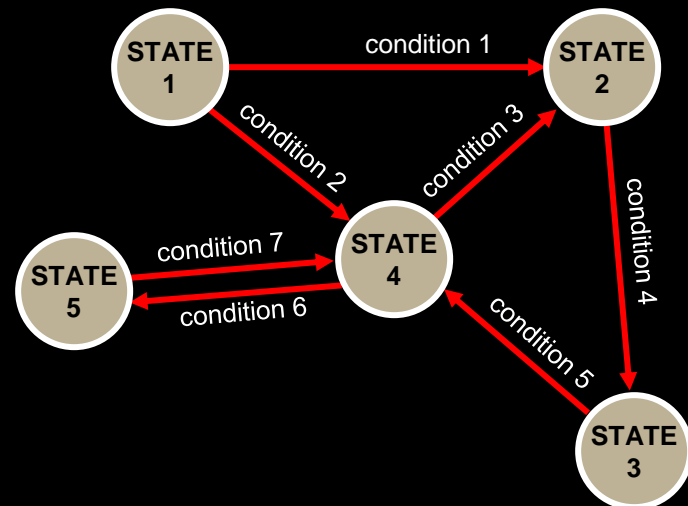 STATE
1
condition 1
STATE
2
condition 2
condition 3
condition 4
STATE
4
condition 7
STATE
5
condition 6
condition 5
STATE
3